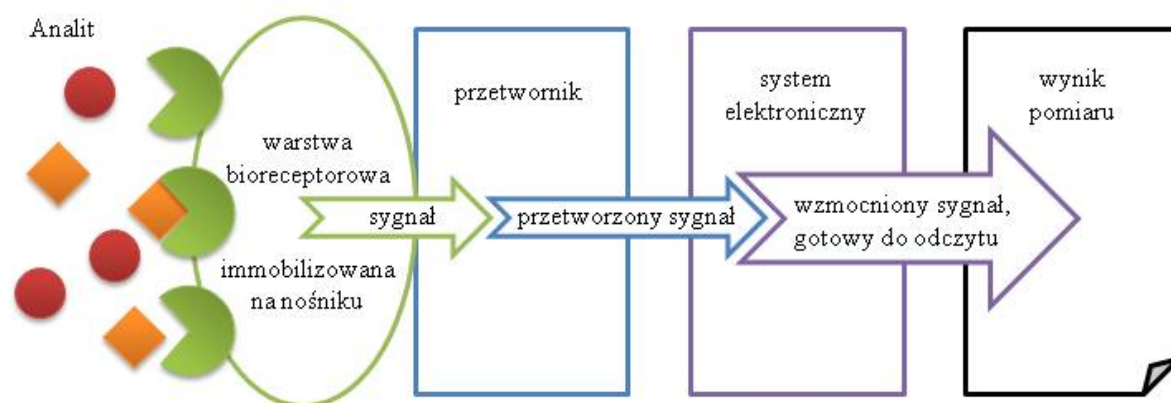 Analit
warstwa
bioreceptorowa
sygnał
immobilizowana
na nośniku
przetwornik
przetworzony sygnał
system
elektroniczny
wzmocniony sygnał,
gotowy do odczytu
wynik
pomiaru